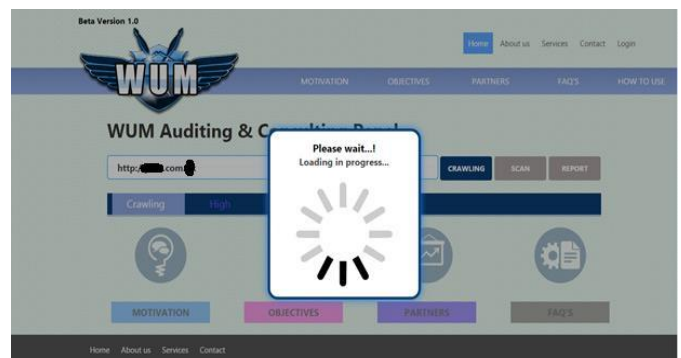 Beta Version 1.0
WUM
Home About us Services Contact Login
MOTIVATION OBJECTIVES PARTNERS FAQ'S HOW TO USE
WUM Auditing &
Please wait...!
Loading in progress...
http:/ .com.
CRAWLING SCAN REPORT
Crawling High
MOTIVATION OBJECTIVES PARTNERS FAQ'S
Home About us Services Contact